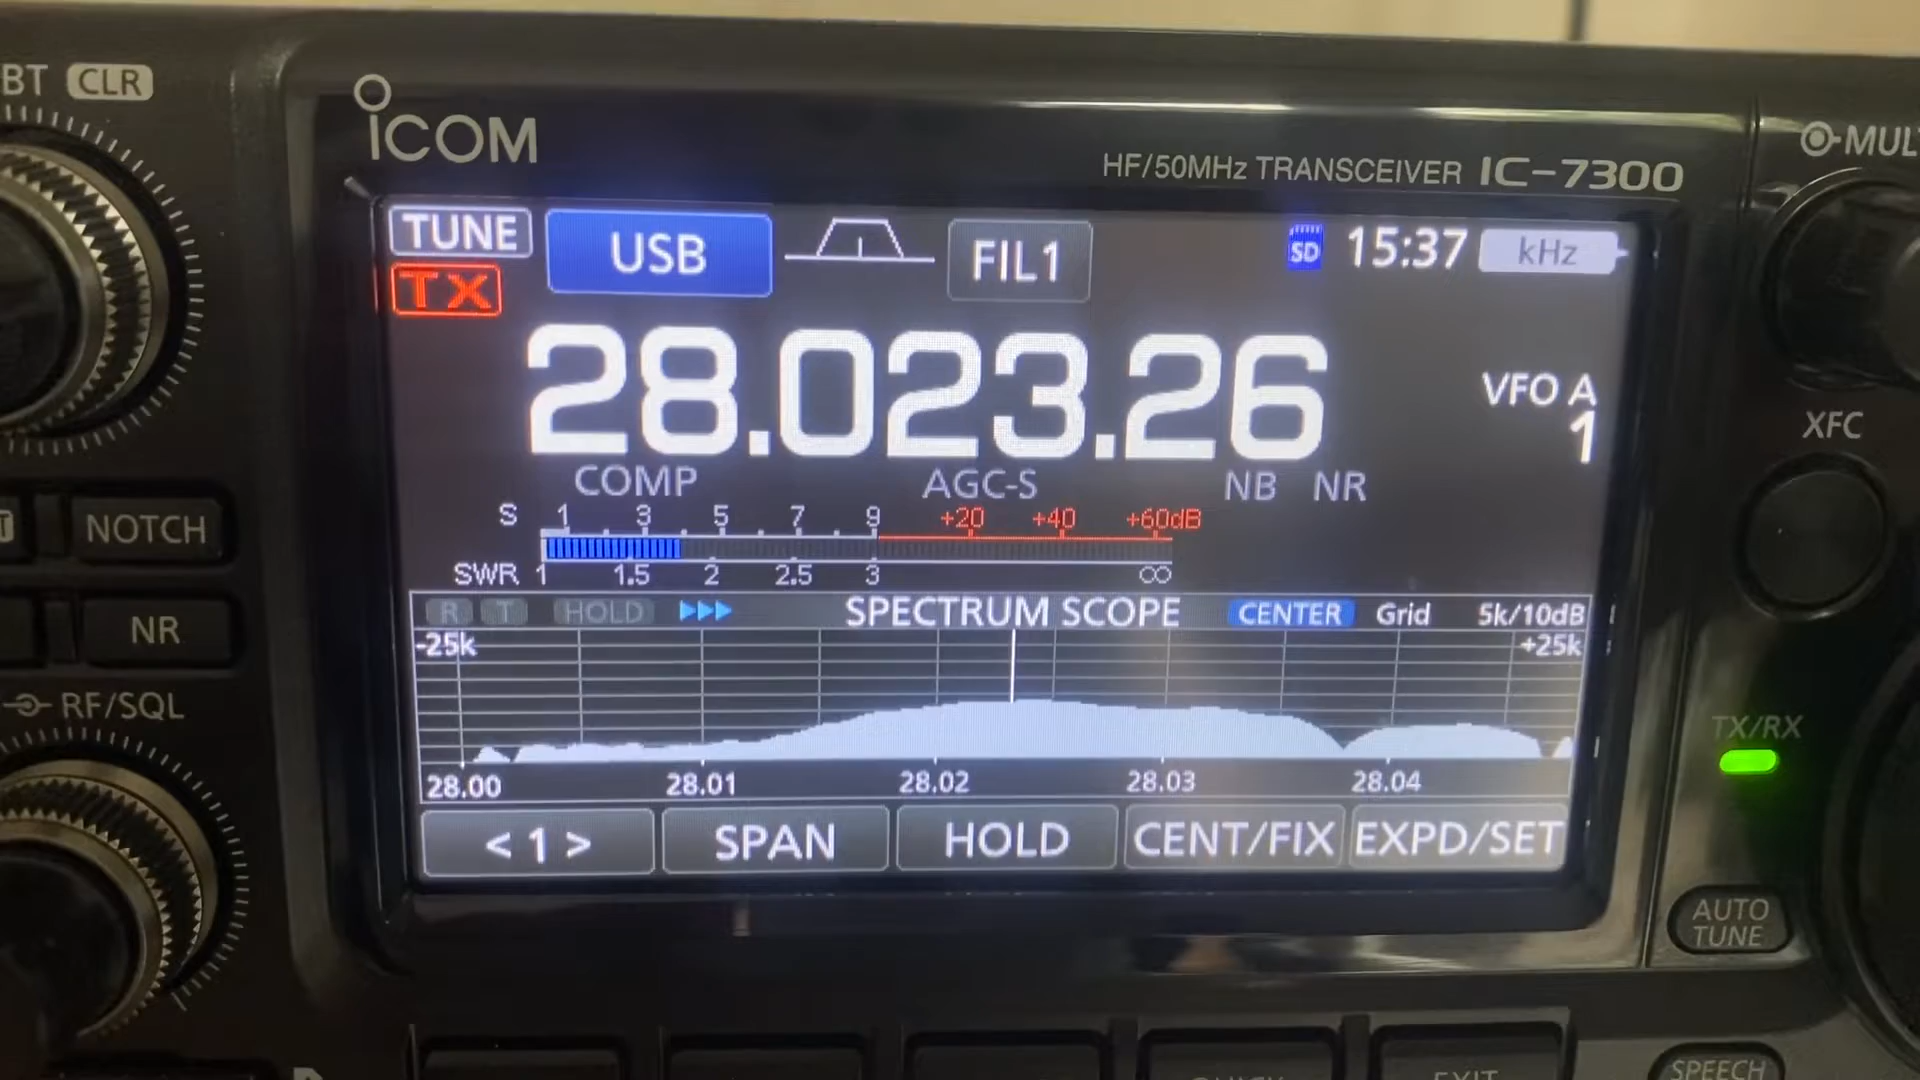 BT CLR
ICOM
HF/50MHz TRANSCEIVER IC-7300
TUNE USB FIL1 SD 15:37 kHz
TX
28.023.26
VFO A
1
COMP AGC-S NB NR
S 1 3 5 7 9 +20 +40 +60dB
SWR 1 1.5 2 2.5 3 ∞
R T HOLD SPECTRUM SCOPE CENTER Grid 5k/10dB
-25k +25k
28.00 28.01 28.02 28.03 28.04
< 1 > SPAN HOLD CENT/FIX EXPD/SET
NOTCH
NR
RF/SQL
XFC
TX/RX
AUTO
TUNE
SPEECH
EXIT